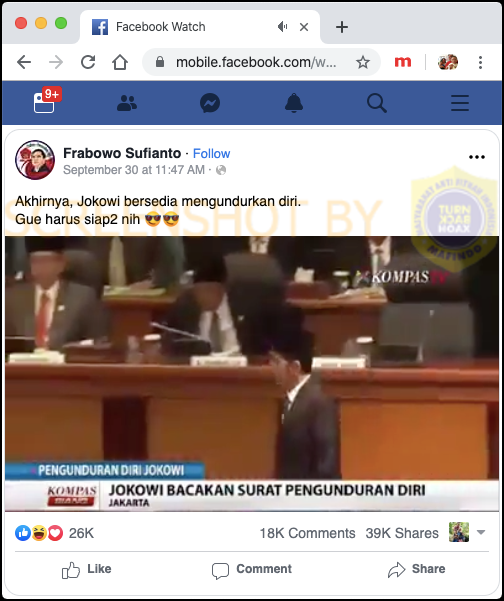 Facebook Watch
mobile.facebook.com/w...
m
9+
Frabowo Sufianto · Follow
September 30 at 11:47 AM ·
Akhirnya, Jokowi bersedia mengundurkan diri.
Gue harus siap2 nih 😎😎
SCREENSHOT BY
MASYARAKAT ANTI FITNAH INDONESIA
TURN
BACK
HOAX
MAFINDO
KOMPAS TV
PENGUNDURAN DIRI JOKOWI
KOMPAS
SIANG
JOKOWI BACAKAN SURAT PENGUNDURAN DIRI
JAKARTA
26K
18K Comments
39K Shares
Like
Comment
Share